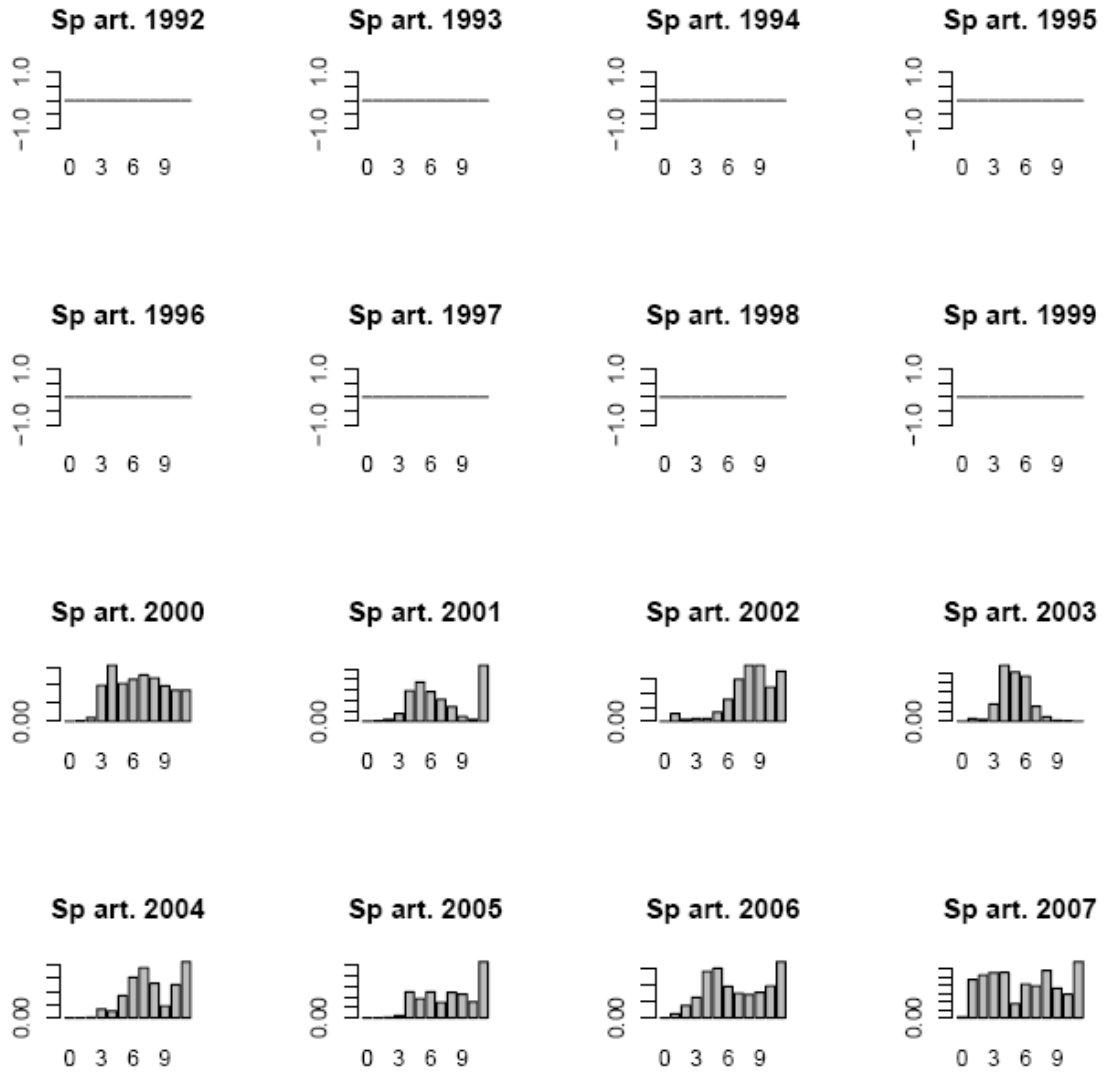 Sp art. 1992 Sp art. 1993 Sp art. 1994 Sp art. 1995
1.0 1.0 1.0 1.0
−1.0 −1.0 −1.0 −1.0
0 3 6 9 0 3 6 9 0 3 6 9 0 3 6 9
Sp art. 1996 Sp art. 1997 Sp art. 1998 Sp art. 1999
1.0 1.0 1.0 1.0
−1.0 −1.0 −1.0 −1.0
0 3 6 9 0 3 6 9 0 3 6 9 0 3 6 9
Sp art. 2000 Sp art. 2001 Sp art. 2002 Sp art. 2003
0.00 0.00 0.00 0.00
0 3 6 9 0 3 6 9 0 3 6 9 0 3 6 9
Sp art. 2004 Sp art. 2005 Sp art. 2006 Sp art. 2007
0.00 0.00 0.00 0.00
0 3 6 9 0 3 6 9 0 3 6 9 0 3 6 9